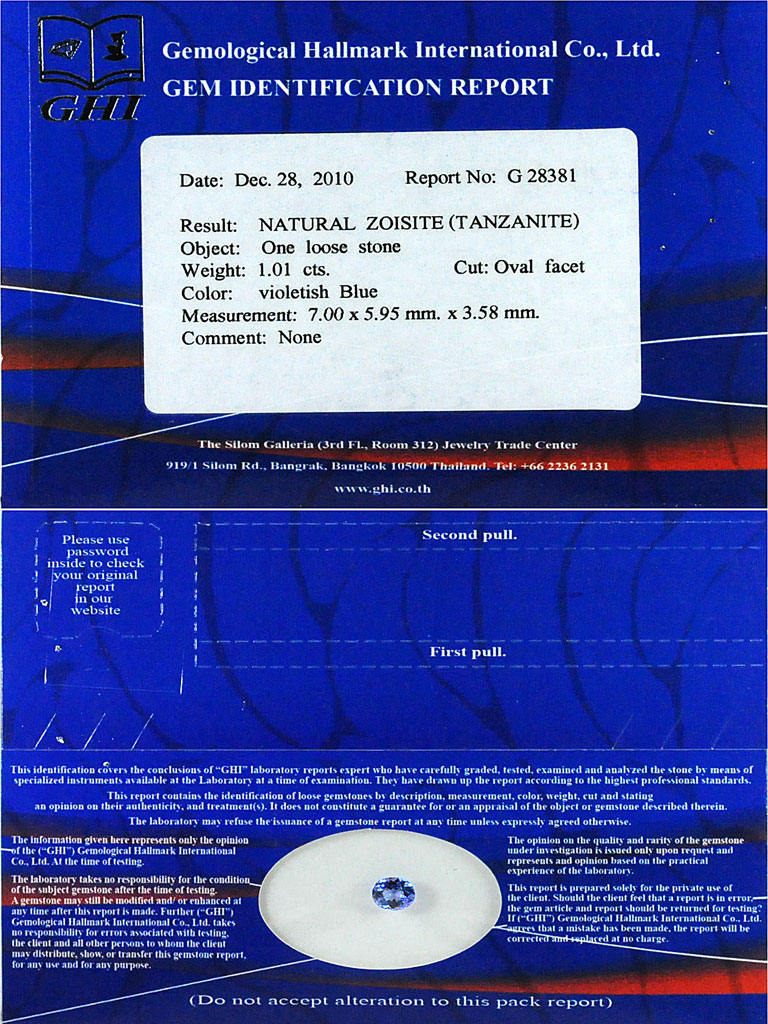 GHI
Gemological Hallmark International Co., Ltd.
GEM IDENTIFICATION REPORT
Date: Dec. 28, 2010 Report No: G 28381
Result: NATURAL ZOISITE (TANZANITE)
Object: One loose stone
Weight: 1.01 cts. Cut: Oval facet
Color: violetish Blue
Measurement: 7.00 x 5.95 mm. x 3.58 mm.
Comment: None
The Silom Galleria (3rd Fl., Room 312) Jewelry Trade Center
919/1 Silom Rd., Bangrak, Bangkok 10500 Thailand. Tel: +66 2236 2131
www.ghi.co.th
Please use
password
inside to check
your original
report
in our
website
Second pull.
First pull.
This identification covers the conclusions of “GHI” laboratory reports expert who have carefully graded, tested, examined and analyzed the stone by means of
specialized instruments available at the Laboratory at a time of examination. They have drawn up the report according to the highest professional standards.
This report contains the identification of loose gemstones by description, measurement, color, weight, cut and stating
an opinion on their authenticity, and treatment(s). It does not constitute a guarantee for or an appraisal of the object or gemstone described therein.
The laboratory may refuse the issuance of a gemstone report at any time unless expressly agreed otherwise.
The information given here represents only the opinion
of the (“GHI”) Gemological Hallmark International
Co., Ltd. At the time of testing.
The laboratory takes no responsibility for the condition
of the subject gemstone after the time of testing.
A gemstone may still be modified and/ or enhanced at
any time after this report is made. Further (“GHI”)
Gemological Hallmark International Co., Ltd. takes
no responsibility for errors associated with testing,
the client and all other persons to whom the client
may distribute, show, or transfer this gemstone report,
for any use and for any purpose.
The opinion on the quality and rarity of the gemstone
under investigation is issued only upon request and
represents and opinion based on the practical
experience of the laboratory.
This report is prepared solely for the private use of
the client. Should the client feel that a report is in error,
the gem article and report should be returned for testing?
If (“GHI”) Gemological Hallmark International Co., Ltd.
agrees that a mistake has been made, the report will be
corrected and replaced at no charge.
(Do not accept alteration to this pack report)